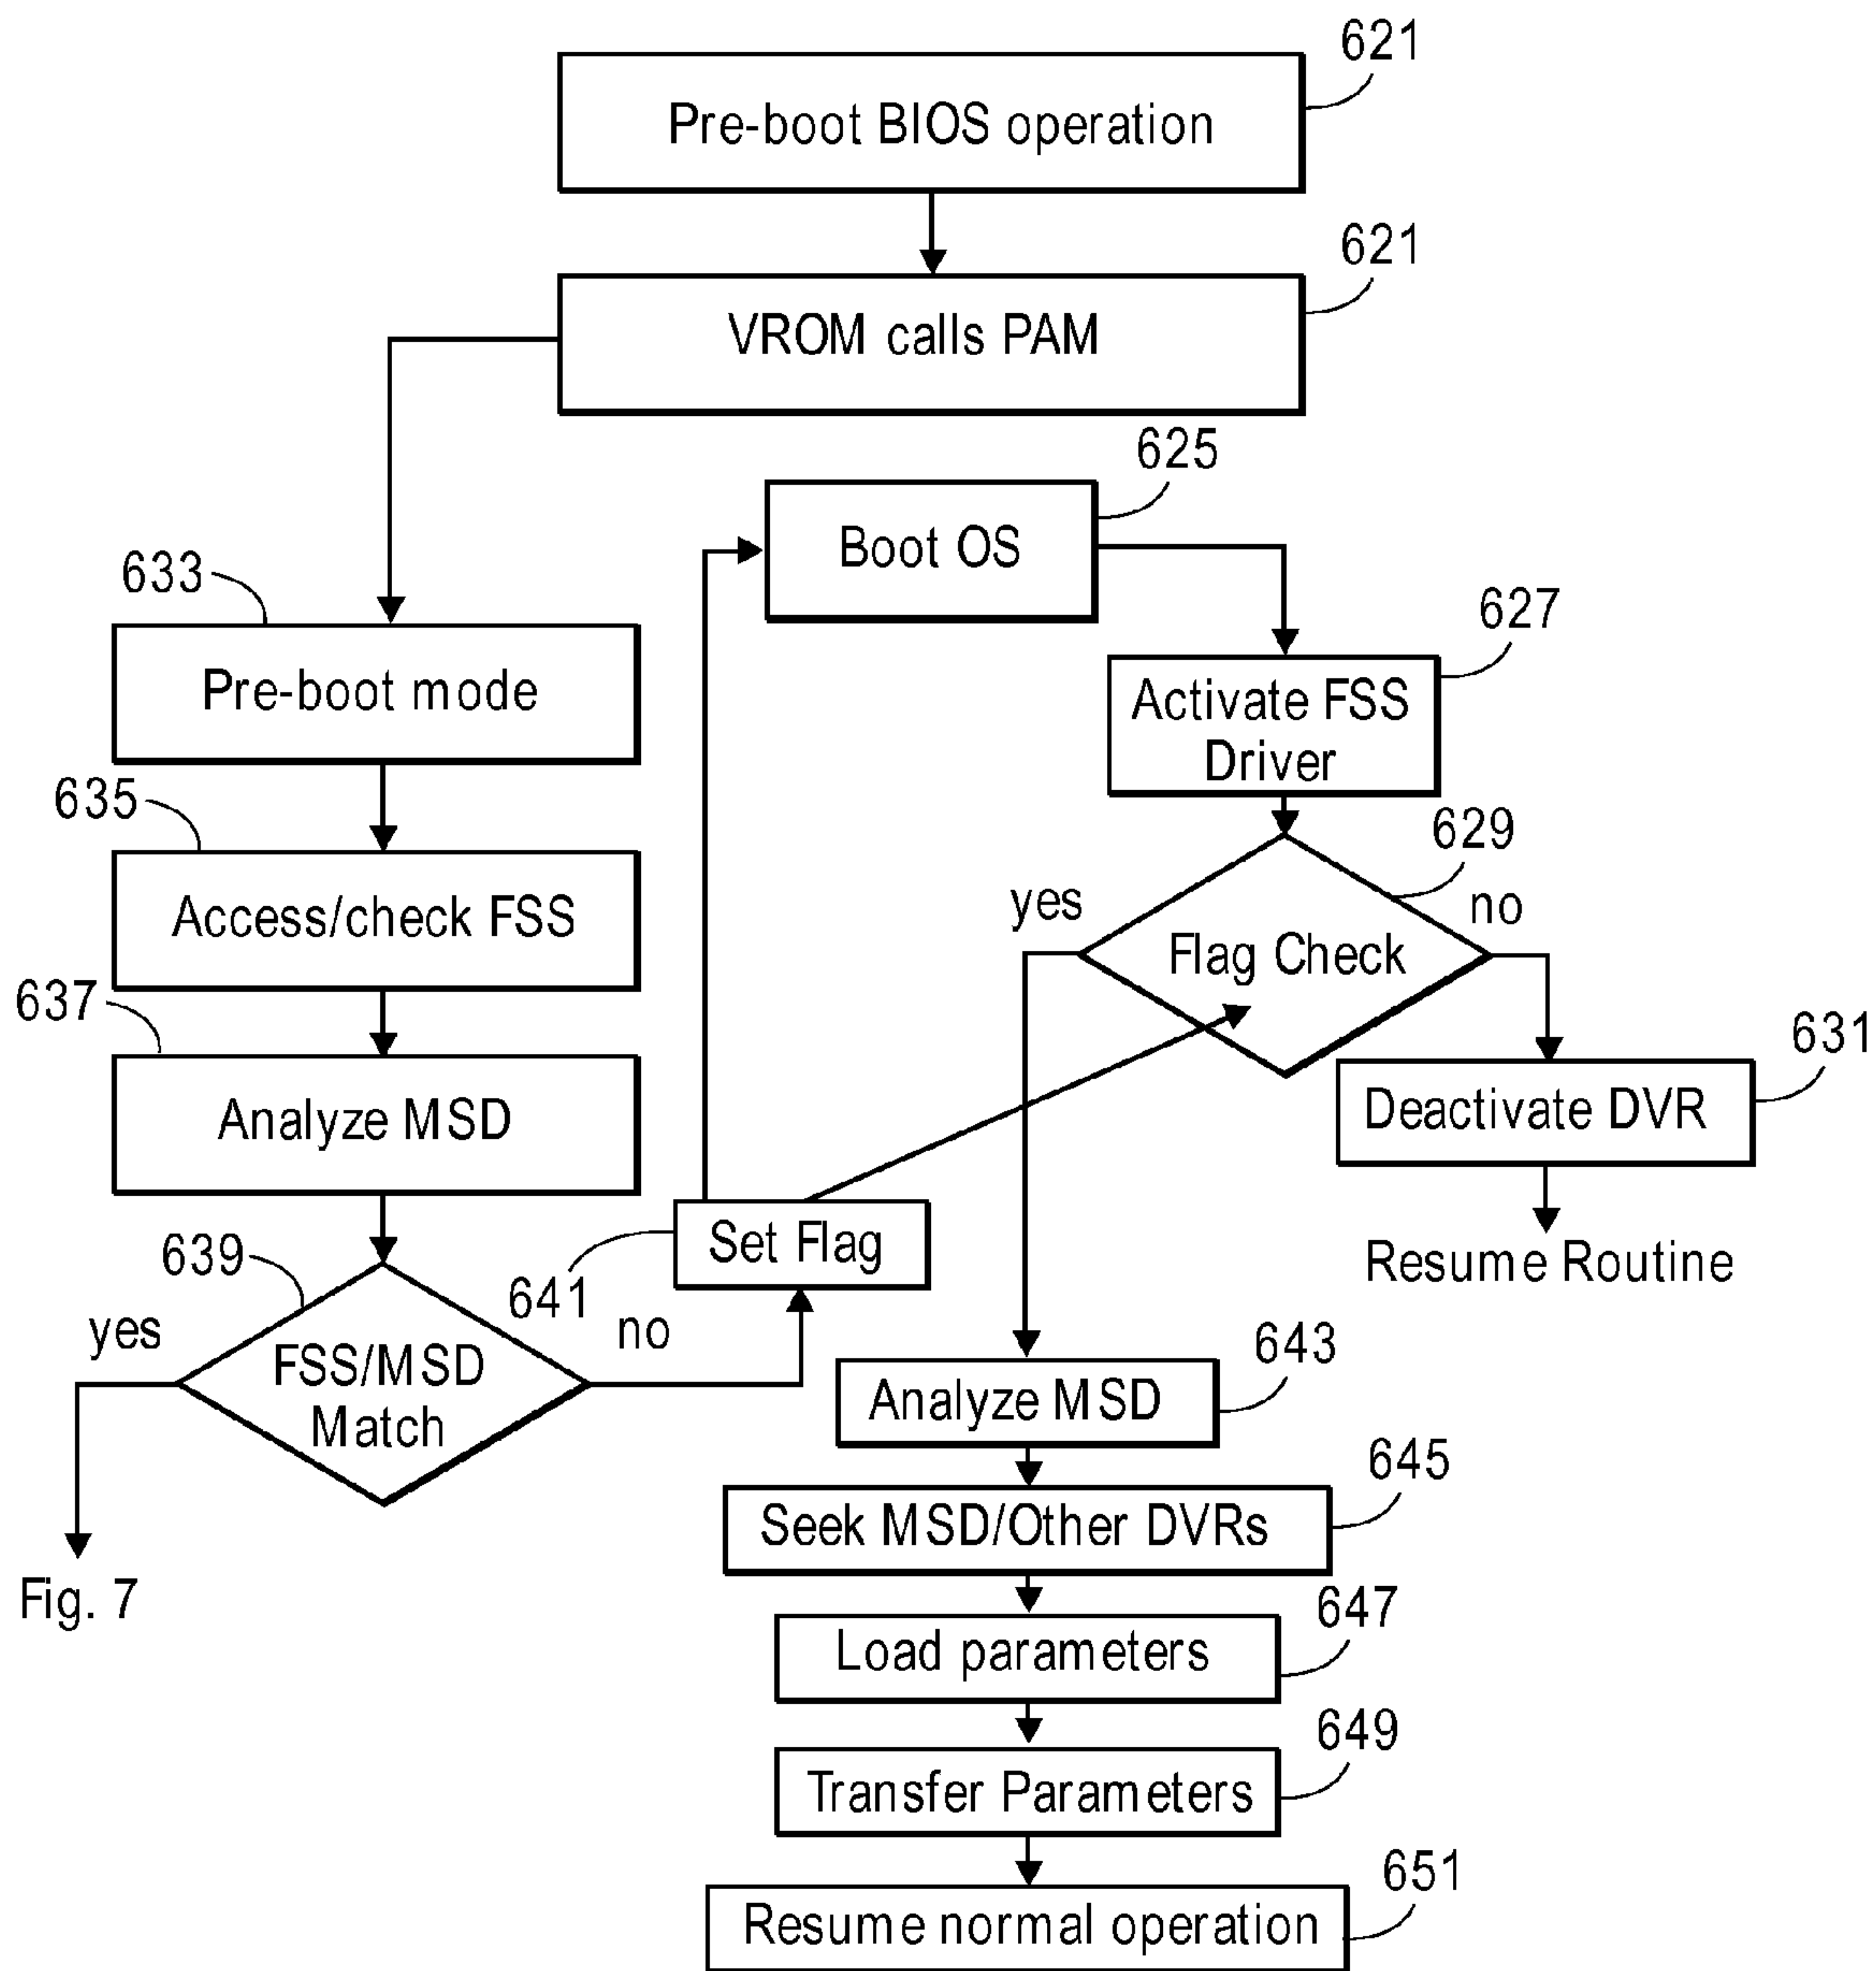 621
Pre-boot BIOS operation
621
VROM calls PAM
625
Boot OS
633
Pre-boot mode
627
Activate FSS
Driver
635
Access/check FSS
629
yes
no
Flag Check
637
Analyze MSD
631
Deactivate DVR
Resume Routine
639
641
Set Flag
yes
no
FSS/MSD
Match
Fig. 7
643
Analyze MSD
645
Seek MSD/Other DVRs
647
Load parameters
649
Transfer Parameters
651
Resume normal operation